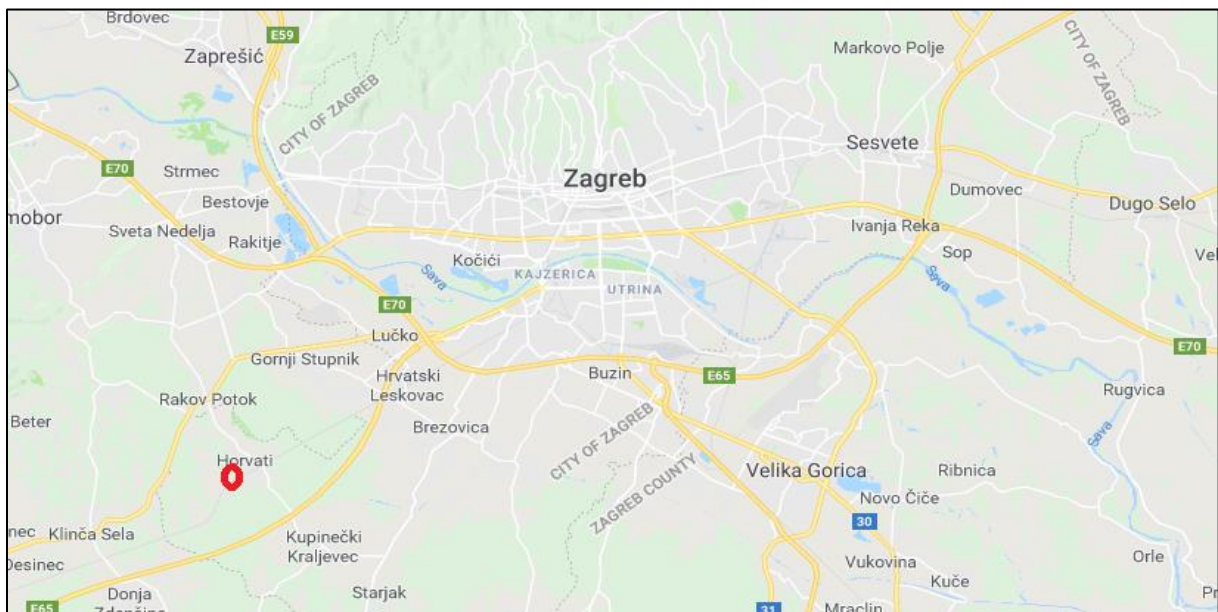 Brdovec
E59
Zaprešić
CITY OF ZAGREB
Markovo Polje
CITY OF ZAGREB
Sesvete
E70
Strmec
Zagreb
Bestovje
Dumovec
Dugo Selo
mobor
Sveta Nedelja
Rakitje
Ivanja Reka
Sop
Vel
Kočići
Sava
KAJZERICA
UTRINA
Sava
E70
Lučko
Gornji Stupnik
Hrvatski
Leskovac
Buzin
E65
E70
Rugvica
Rakov Potok
Beter
Brezovica
CITY OF ZAGREB
ZAGREB COUNTY
Sava
Horvati
Velika Gorica
Ribnica
Novo Čiče
30
nec
Klinča Sela
Desinec
Kupinečki
Kraljevec
Vukovina
Orle
Donja
Zdenčina
Starjak
Kuče
E65
31
Mraclin
Pr